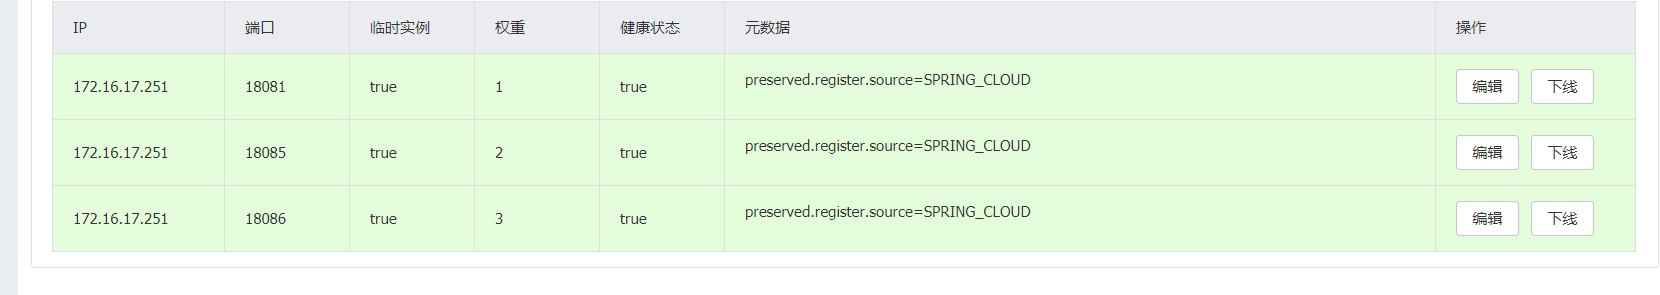 IP 端口 临时实例 权重 健康状态 元数据 操作
172.16.17.251 18081 true 1 true preserved.register.source=SPRING_CLOUD 编辑 下线
172.16.17.251 18085 true 2 true preserved.register.source=SPRING_CLOUD 编辑 下线
172.16.17.251 18086 true 3 true preserved.register.source=SPRING_CLOUD 编辑 下线